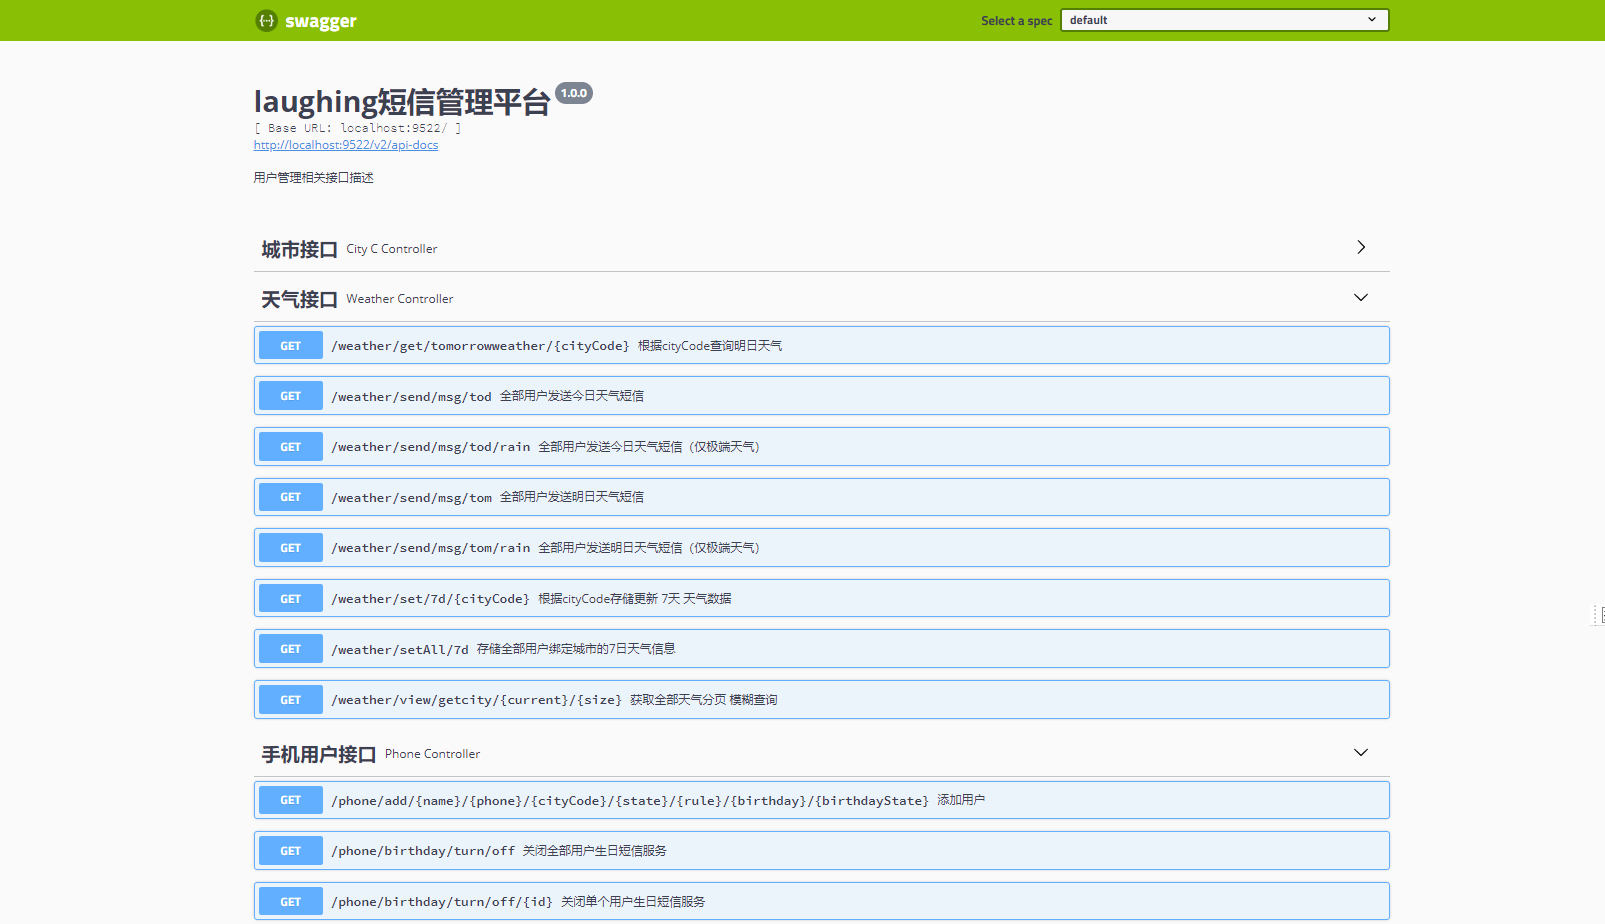 swagger Select a spec default
laughing短信管理平台 1.0.0
[ Base URL: localhost:9522/ ]
http://localhost:9522/v2/api-docs
用户管理相关接口描述
城市接口 City C Controller
天气接口 Weather Controller
GET /weather/get/tomorrowweather/{cityCode} 根据cityCode查询明日天气
GET /weather/send/msg/tod 全部用户发送今日天气短信
GET /weather/send/msg/tod/rain 全部用户发送今日天气短信（仅极端天气）
GET /weather/send/msg/tom 全部用户发送明日天气短信
GET /weather/send/msg/tom/rain 全部用户发送明日天气短信（仅极端天气）
GET /weather/set/7d/{cityCode} 根据cityCode存储更新 7天 天气数据
GET /weather/setAll/7d 存储全部用户绑定城市的7日天气信息
GET /weather/view/getcity/{current}/{size} 获取全部天气分页 模糊查询
手机用户接口 Phone Controller
GET /phone/add/{name}/{phone}/{cityCode}/{state}/{rule}/{birthday}/{birthdayState} 添加用户
GET /phone/birthday/turn/off 关闭全部用户生日短信服务
GET /phone/birthday/turn/off/{id} 关闭单个用户生日短信服务